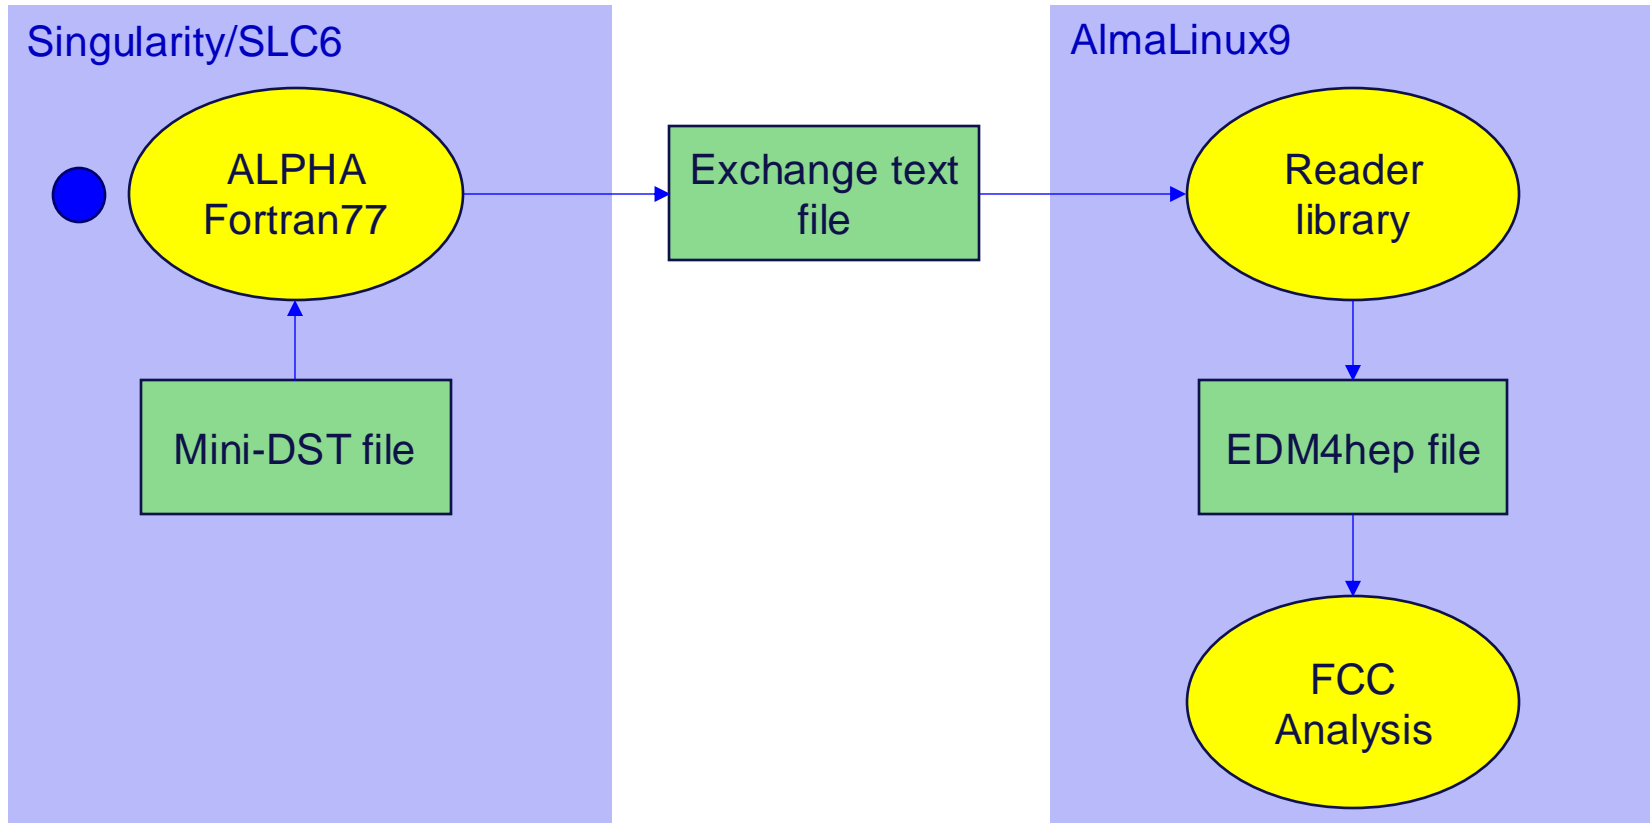 Singularity/SLC6
AlmaLinux9
ALPHA
Fortran77
Exchange text
file
Reader
library
Mini-DST file
EDM4hep file
FCC
Analysis